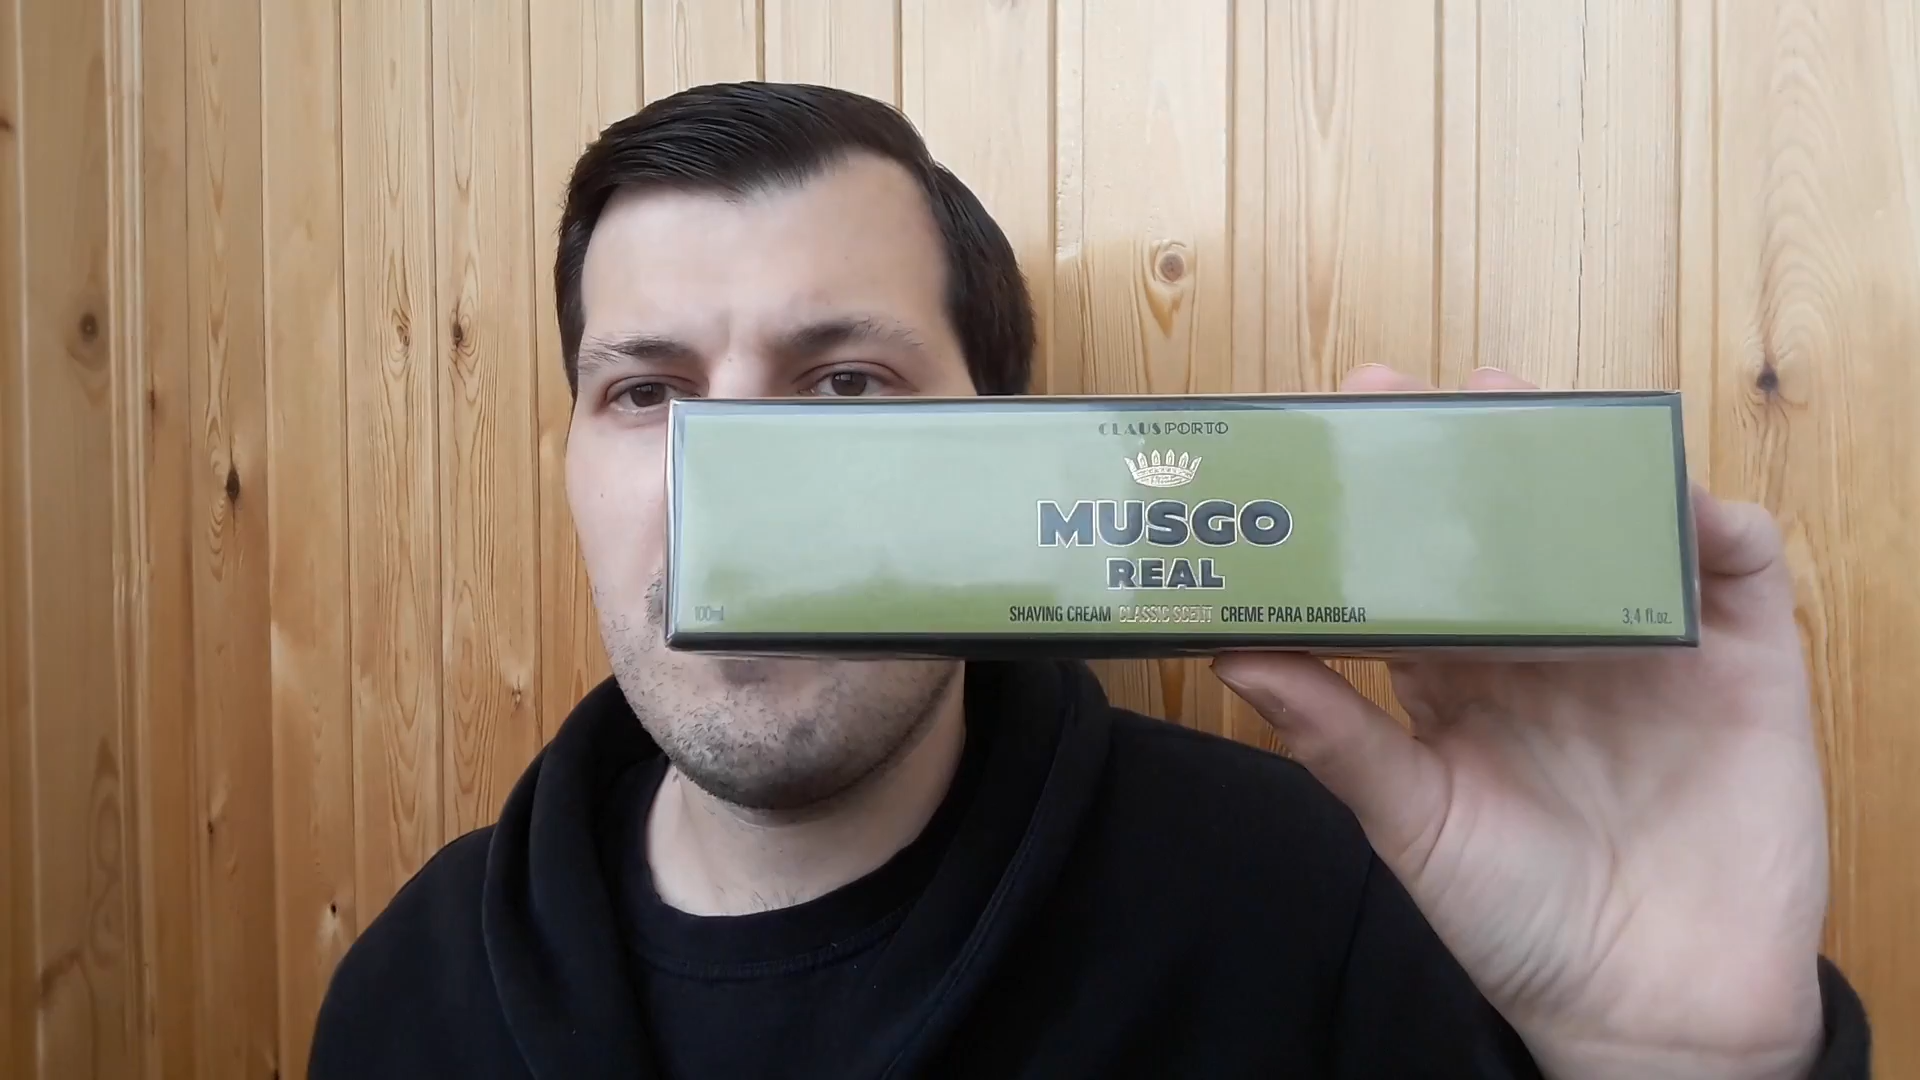 CLAUS PORTO
MUSGO
REAL
100ml SHAVING CREAM CLASSIC SCENT CREME PARA BARBEAR 3,4 fl.oz.